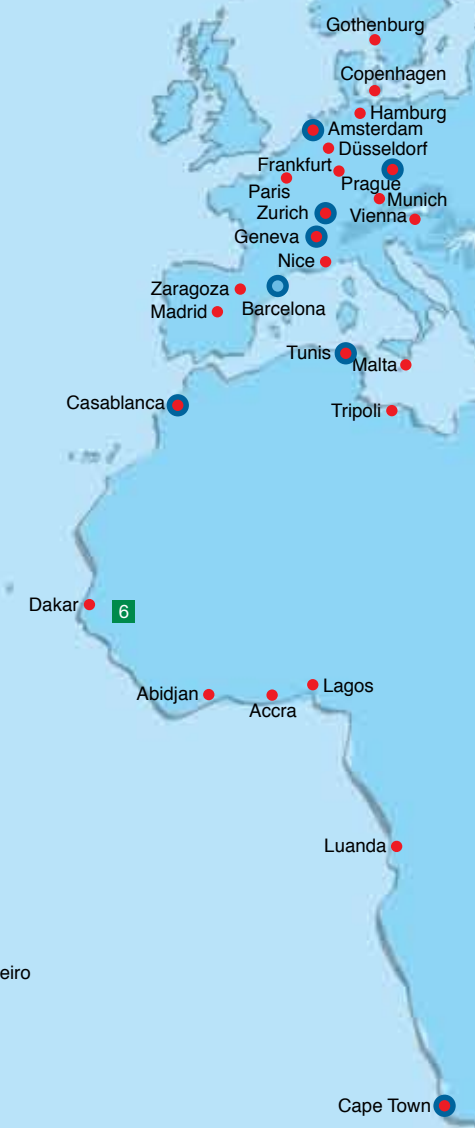 Gothenburg
Copenhagen
Hamburg
Amsterdam
Düsseldorf
Frankfurt
Prague
Paris
Munich
Zurich
Vienna
Geneva
Nice
Zaragoza
Barcelona
Madrid
Tunis
Malta
Casablanca
Tripoli
Dakar
6
Lagos
Abidjan
Accra
Luanda
eiro
Cape Town